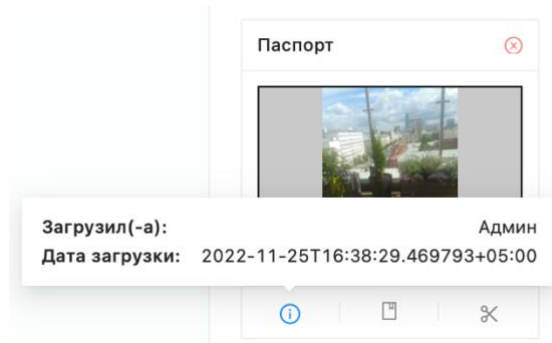 Паспорт
Загрузил(-а): Админ
Дата загрузки: 2022-11-25T16:38:29.469793+05:00